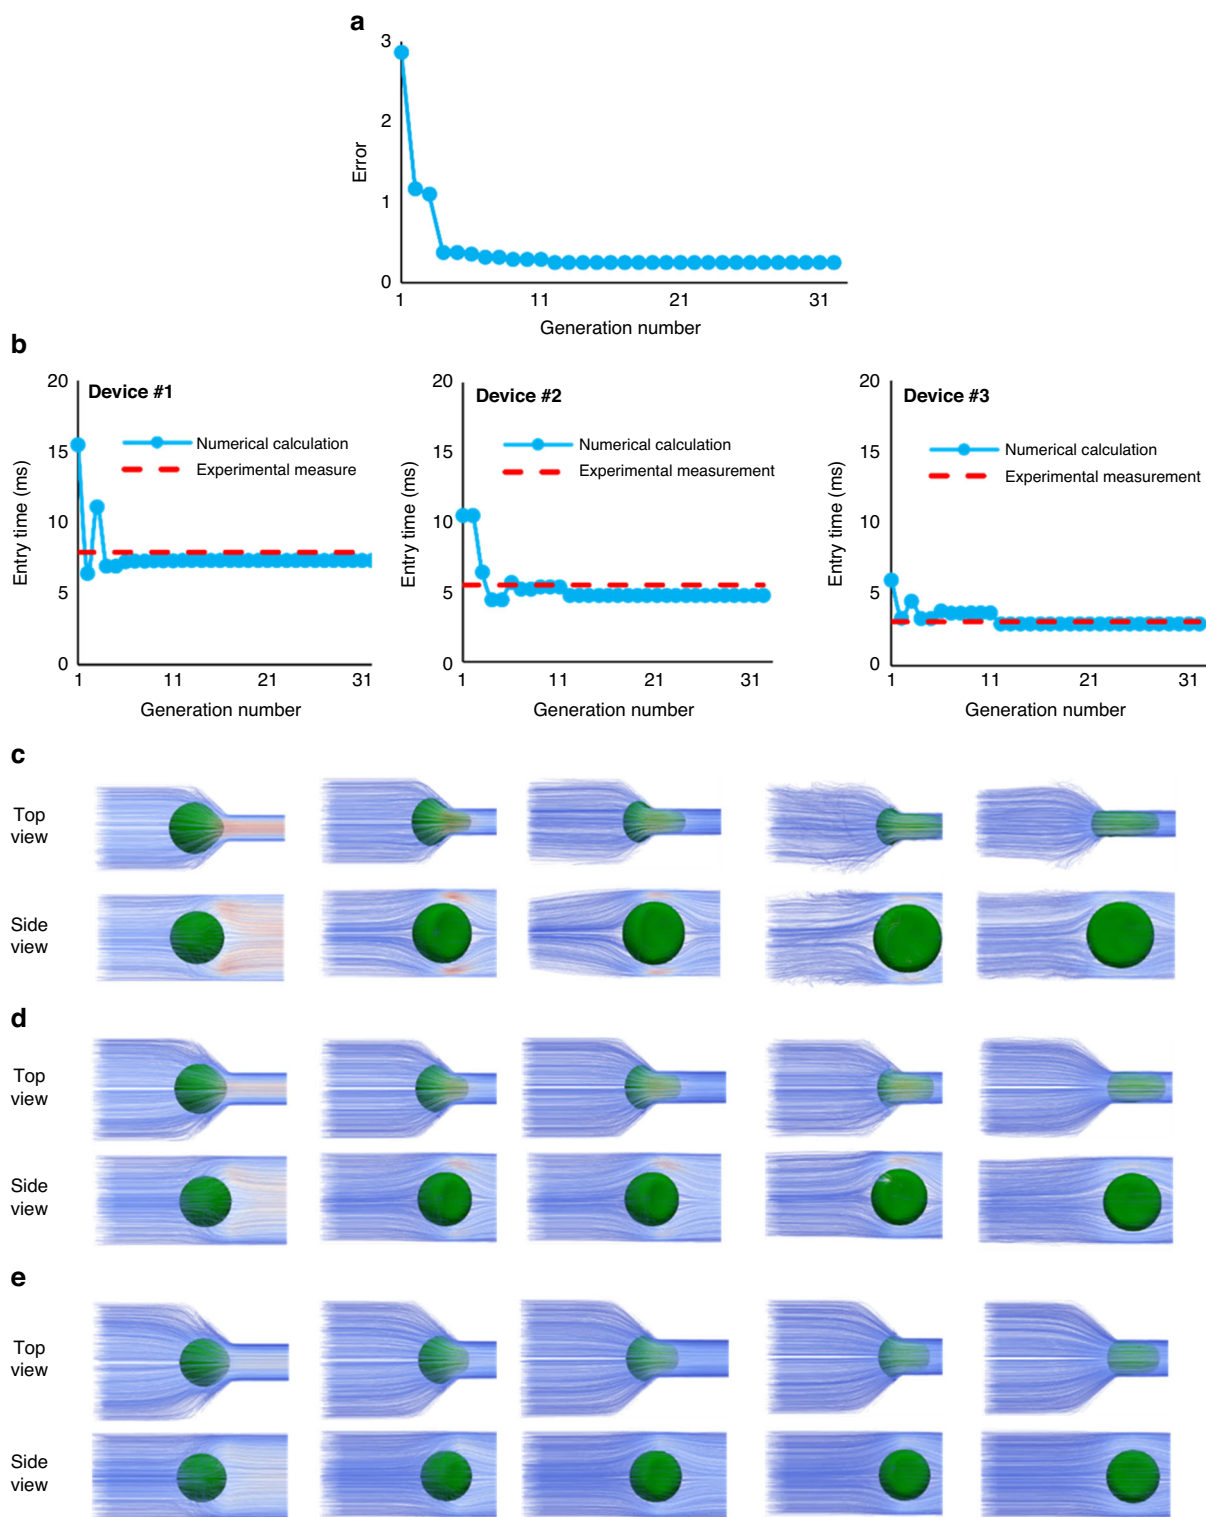 a
3
2
1
0
Error
1
11
21
31
Generation number
b
20
15
10
5
0
Entry time (ms)
Device #1
Numerical calculation
Experimental measure
1
11
21
31
Generation number
20
15
10
5
0
Entry time (ms)
Device #2
Numerical calculation
Experimental measurement
1
11
21
31
Generation number
20
15
10
5
0
Entry time (ms)
Device #3
Numerical calculation
Experimental measurement
1
11
21
31
Generation number
c
Top
view
Side
view
d
Top
view
Side
view
e
Top
view
Side
view